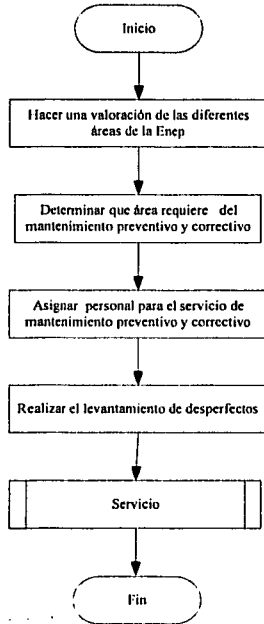 Inicio
Hacer una valoración de las diferentes
áreas de la Enep
Determinar que área requiere del
mantenimiento preventivo y correctivo
Asignar personal para el servicio de
mantenimiento preventivo y correctivo
Realizar el levantamiento de desperfectos
Servicio
Fin